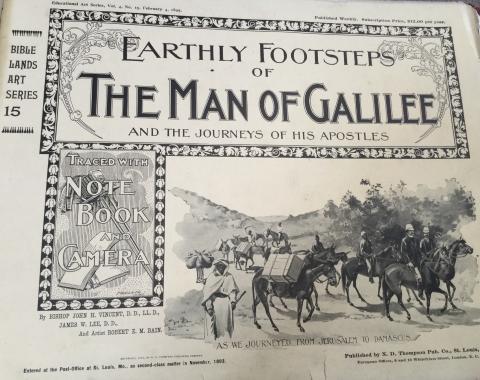 Educational Art Series, Vol. 4. No. 15. February 4, 1895.
Published Weekly. Subscription Price, $12.00 per year.
BIBLE
LANDS
ART
SERIES
15
EARTHLY FOOTSTEPS
OF
THE MAN OF GALILEE
AND THE JOURNEYS OF HIS APOSTLES
TRACED WITH
NOTE
BOOK
AND
CAMERA
By BISHOP JOHN H. VINCENT, D. D., LL. D.,
JAMES W. LEE, D. D.,
And Artist ROBERT E. M. BAIN.
AS WE JOURNEYED FROM JERUSALEM TO DAMASCUS
Entered at the Post-Office at St. Louis, Mo., as second-class matter in November, 1893.
Published by N. D. Thompson Pub. Co., St. Louis,